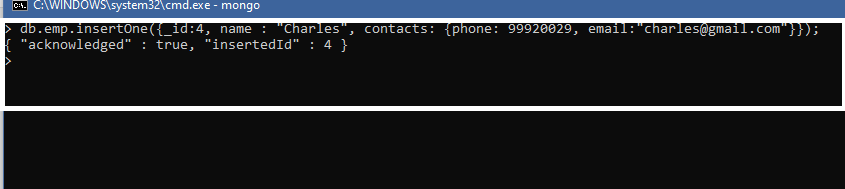 C:\WINDOWS\system32\cmd.exe - mongo
> db.emp.insertOne({_id:4, name : "Charles", contacts: {phone: 99920029, email:"charles@gmail.com"}});
{ "acknowledged" : true, "insertedId" : 4 }
>